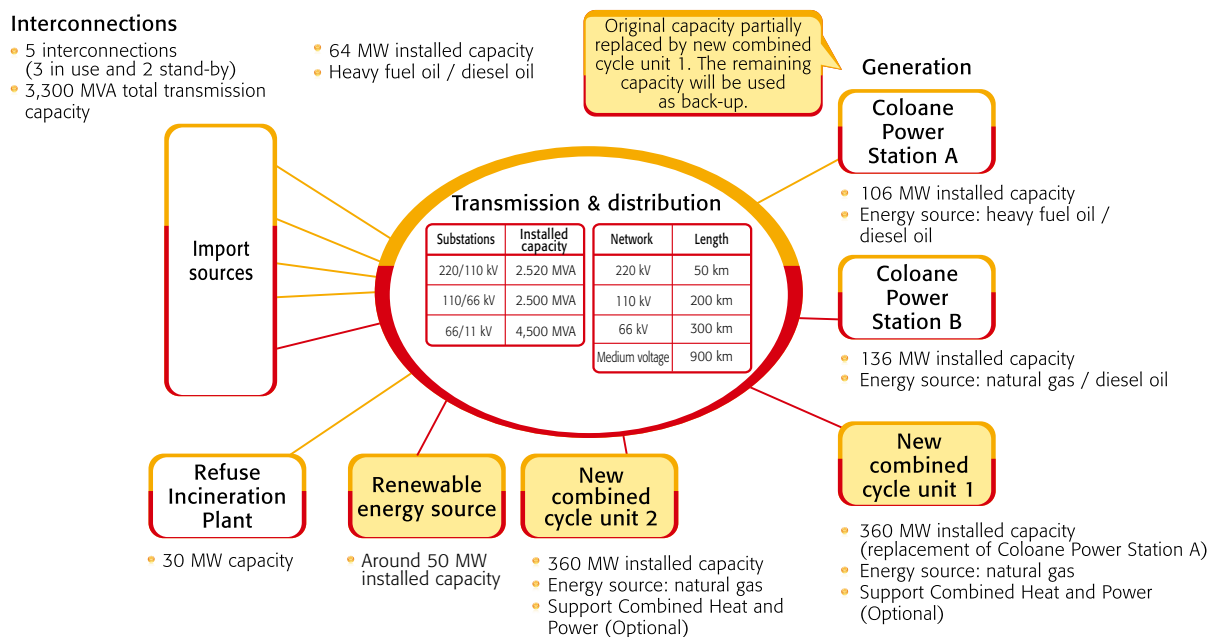 Interconnections
5 interconnections
(3 in use and 2 stand-by)
3,300 MVA total transmission
capacity
64 MW installed capacity
Heavy fuel oil / diesel oil
Original capacity partially
replaced by new combined
cycle unit 1. The remaining
capacity will be used
as back-up.
Generation
Coloane
Power
Station A
106 MW installed capacity
Energy source: heavy fuel oil /
diesel oil
Import
sources
Transmission & distribution
Substations Installed
capacity
220/110 kV 2.520 MVA
110/66 kV 2.500 MVA
66/11 kV 4,500 MVA
Network Length
220 kV 50 km
110 kV 200 km
66 kV 300 km
Medium voltage 900 km
Coloane
Power
Station B
136 MW installed capacity
Energy source: natural gas / diesel oil
New
combined
cycle unit 1
360 MW installed capacity
(replacement of Coloane Power Station A)
Energy source: natural gas
Support Combined Heat and Power
(Optional)
Refuse
Incineration
Plant
30 MW capacity
Renewable
energy source
Around 50 MW
installed capacity
New
combined
cycle unit 2
360 MW installed capacity
Energy source: natural gas
Support Combined Heat and
Power (Optional)